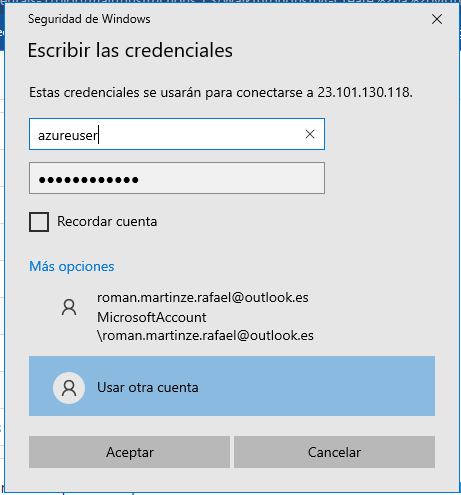 Seguridad de Windows
Escribir las credenciales
Estas credenciales se usarán para conectarse a 23.101.130.118.
azureuser
●●●●●●●●●●●●
Recordar cuenta
Más opciones
roman.martinze.rafael@outlook.es
MicrosoftAccount
\roman.martinze.rafael@outlook.es
Usar otra cuenta
Aceptar
Cancelar